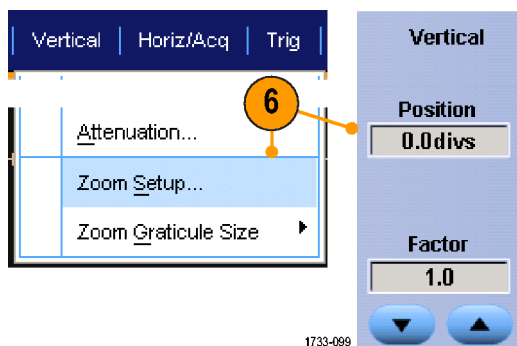 Vertical | Horiz/Acq | Trig
6
Attenuation...
Zoom Setup...
Zoom Graticule Size
Vertical
Position
0.0divs
Factor
1.0
1733-099